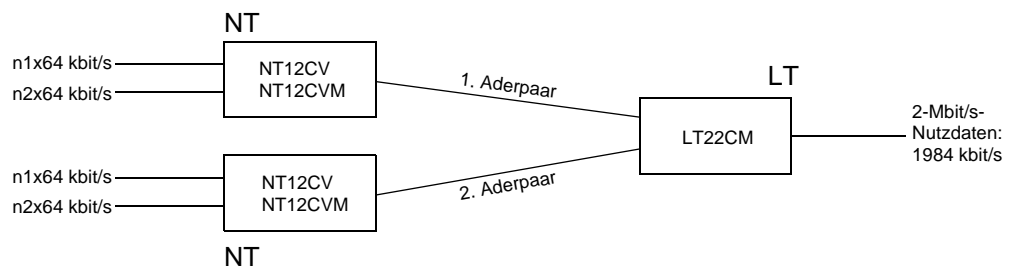 NT
n1x64 kbit/s
n2x64 kbit/s
NT12CV
NT12CVM
1. Aderpaar
LT
LT22CM
2-Mbit/s-
Nutzdaten:
1984 kbit/s
n1x64 kbit/s
n2x64 kbit/s
NT12CV
NT12CVM
2. Aderpaar
NT